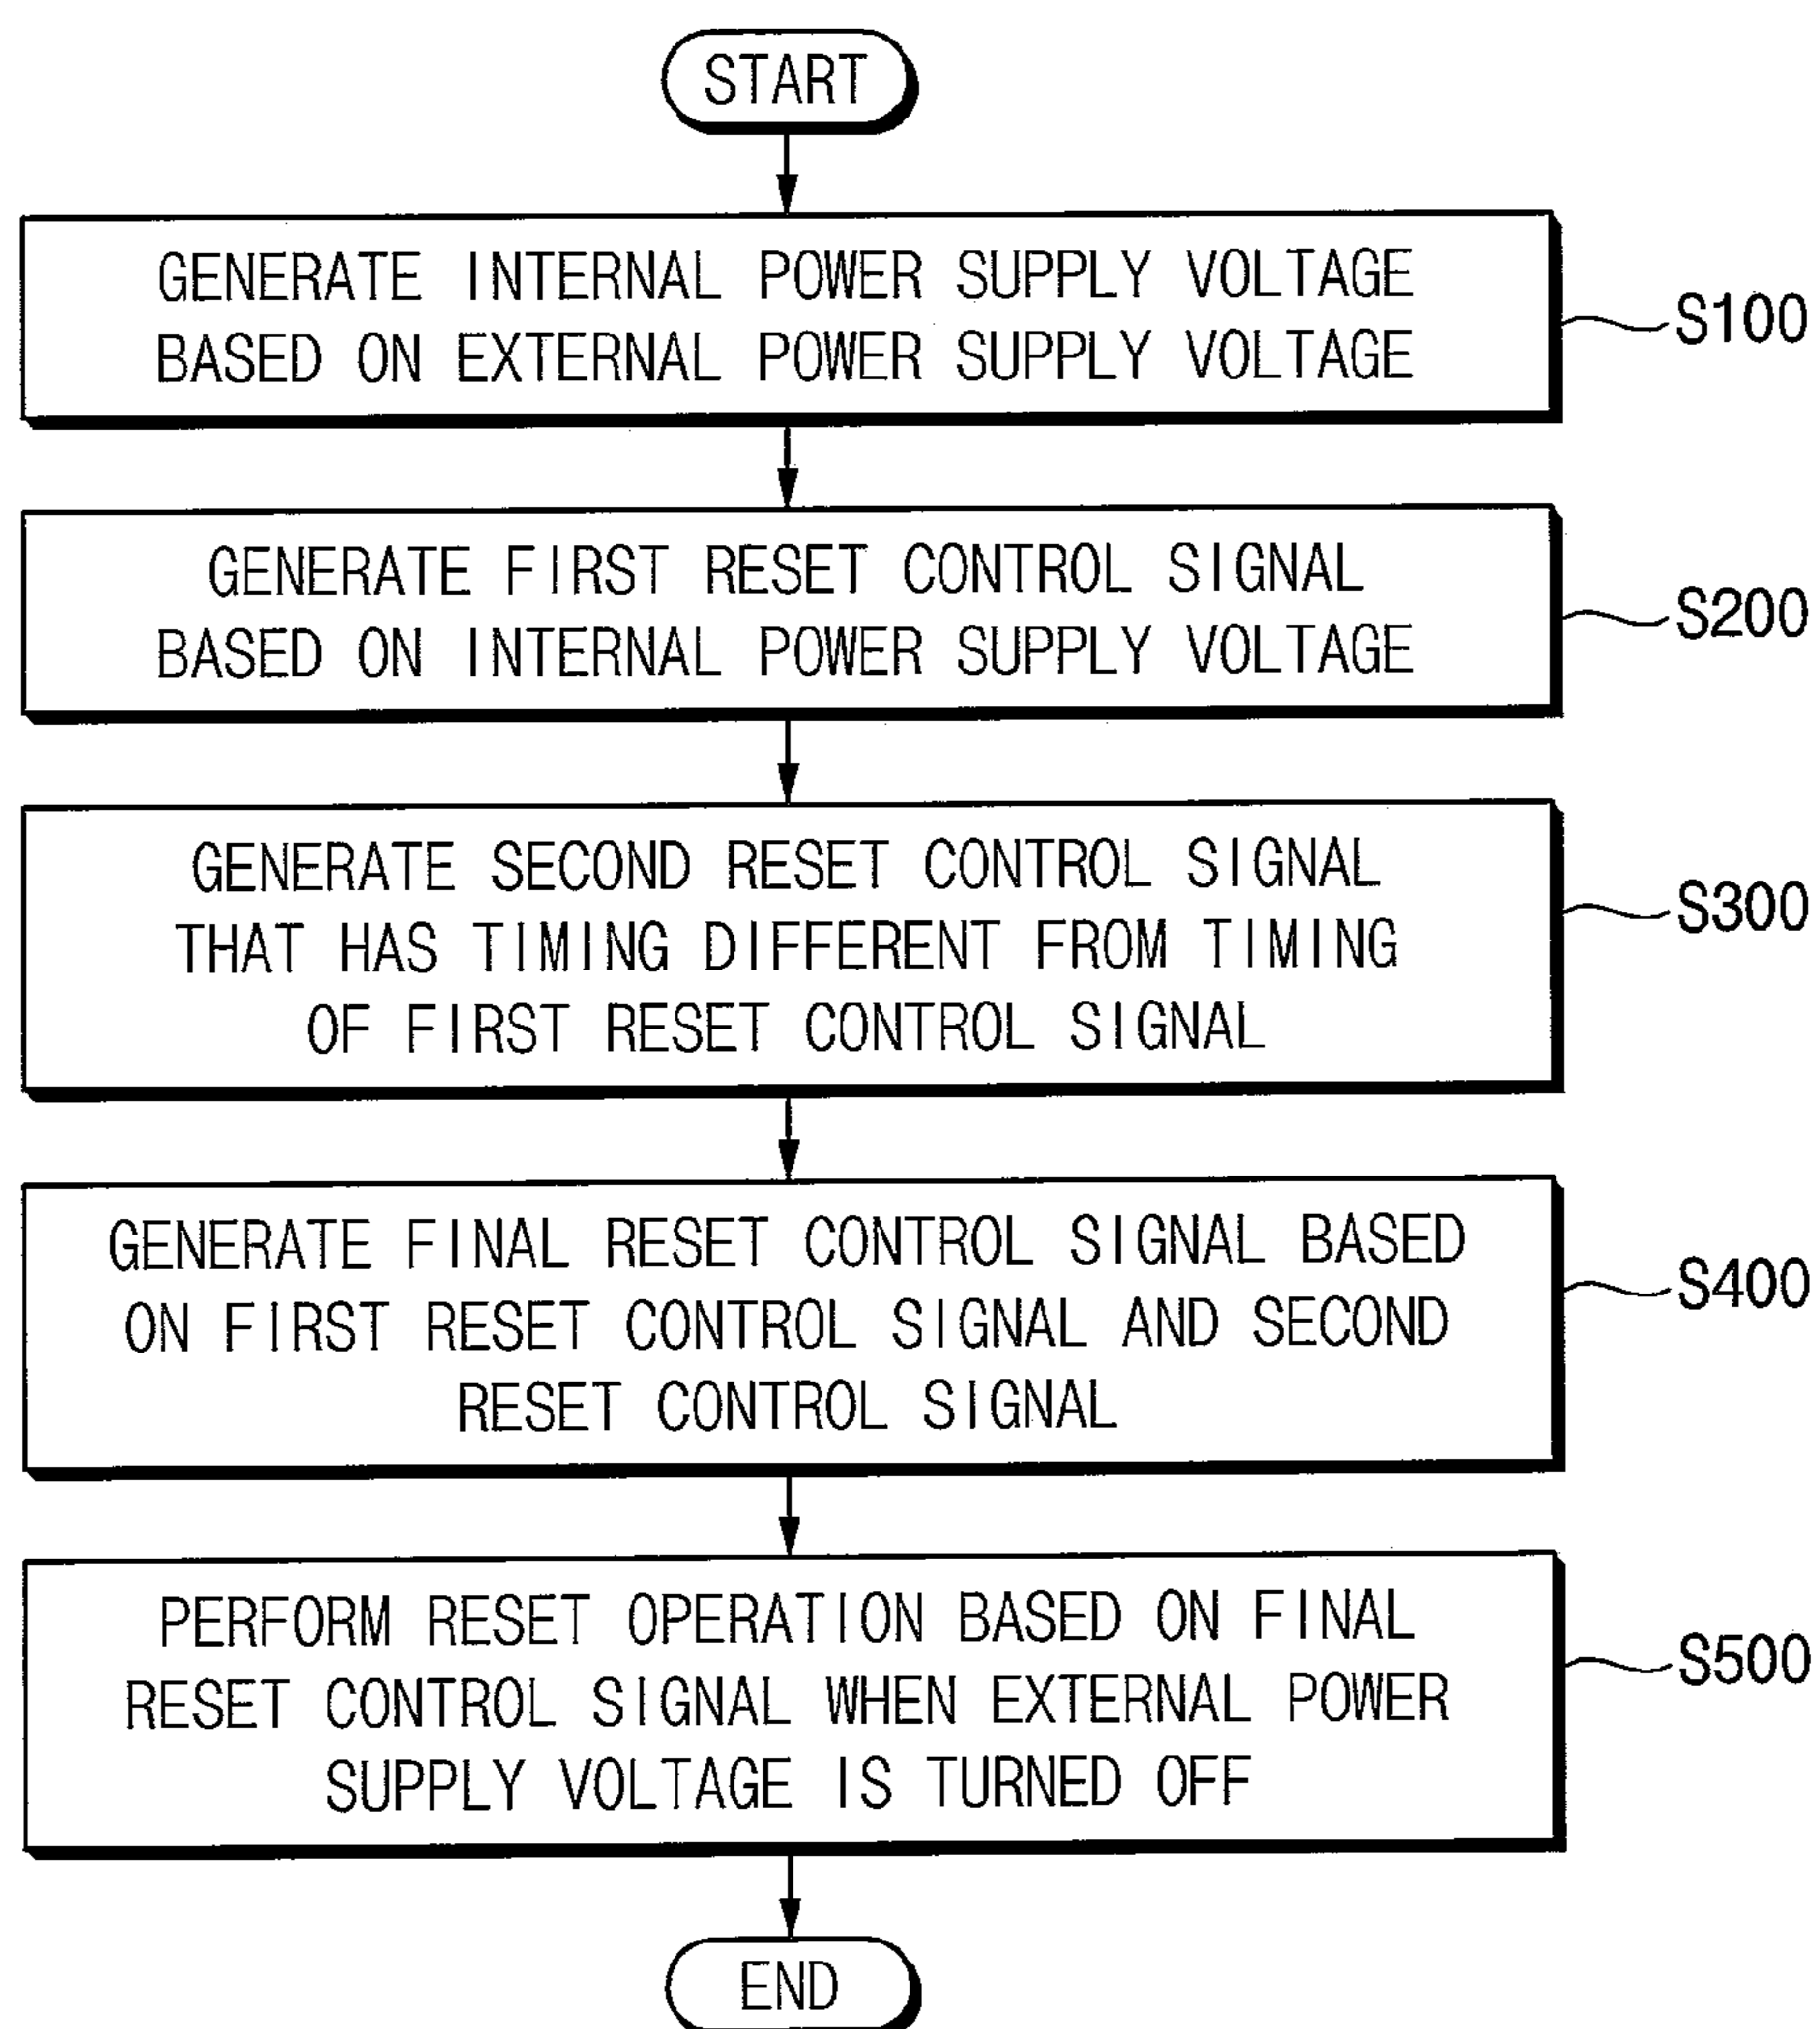 START
GENERATE INTERNAL POWER SUPPLY VOLTAGE
BASED ON EXTERNAL POWER SUPPLY VOLTAGE
S100
GENERATE FIRST RESET CONTROL SIGNAL
BASED ON INTERNAL POWER SUPPLY VOLTAGE
S200
GENERATE SECOND RESET CONTROL SIGNAL
THAT HAS TIMING DIFFERENT FROM TIMING
OF FIRST RESET CONTROL SIGNAL
S300
GENERATE FINAL RESET CONTROL SIGNAL BASED
ON FIRST RESET CONTROL SIGNAL AND SECOND
RESET CONTROL SIGNAL
S400
PERFORM RESET OPERATION BASED ON FINAL
RESET CONTROL SIGNAL WHEN EXTERNAL POWER
SUPPLY VOLTAGE IS TURNED OFF
S500
END